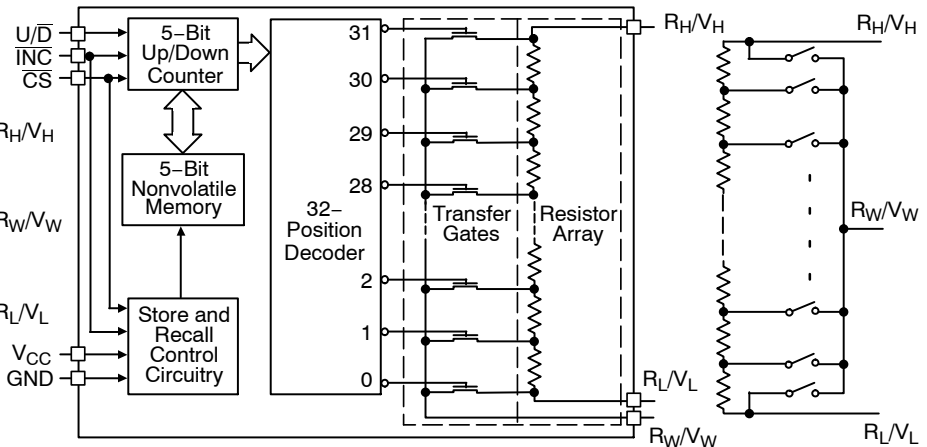 U/D̅
I̅N̅C̅
C̅S̅
RH/VH
RW/VW
RL/VL
VCC
GND
5−Bit
Up/Down
Counter
5−Bit
Nonvolatile
Memory
Store and
Recall
Control
Circuitry
32−
Position
Decoder
31
30
29
28
2
1
0
Transfer
Gates
Resistor
Array
RH/VH
RL/VL
RW/VW
RH/VH
RW/VW
RL/VL